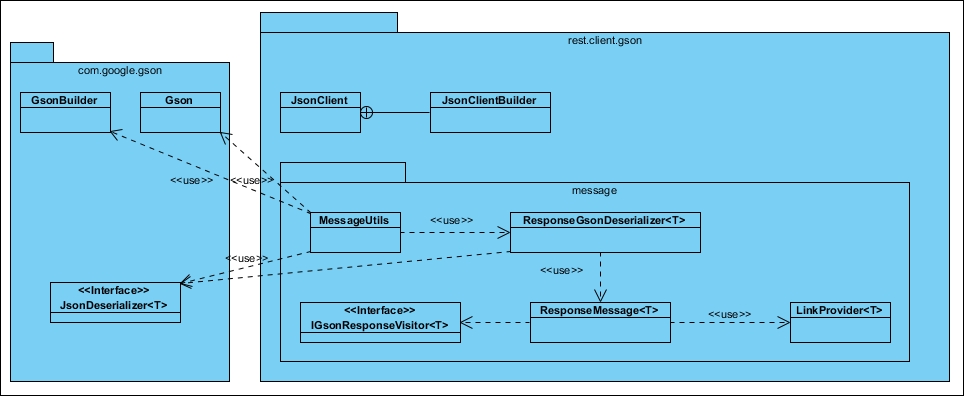 rest.client.gson
com.google.gson
GsonBuilder
Gson
JsonClient
JsonClientBuilder
<<use>>
<<use>>
message
MessageUtils
<<use>>
ResponseGsonDeserializer<T>
<<use>>
<<use>>
<<Interface>>
JsonDeserializer<T>
<<Interface>>
IGsonResponseVisitor<T>
ResponseMessage<T>
<<use>>
LinkProvider<T>